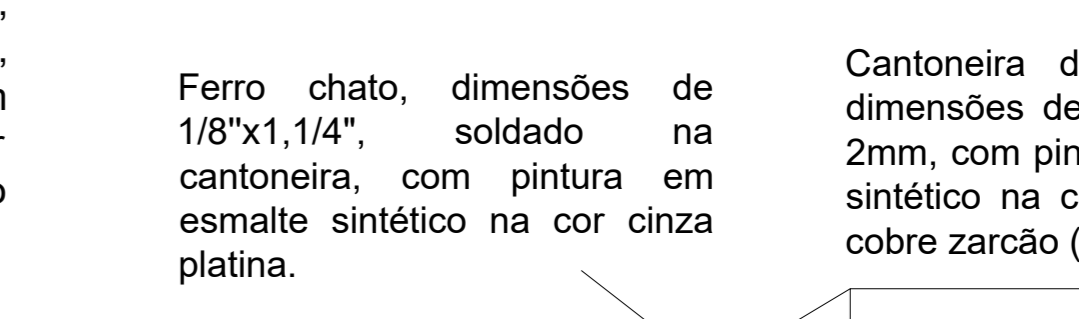 Ferro chato, dimensões de
1/8''x1,1/4", soldado na
cantoneira, com pintura em
esmalte sintético na cor cinza
platina.
Cantoneira
dimensões de
2mm, com
sintético na
cobre zarcão (